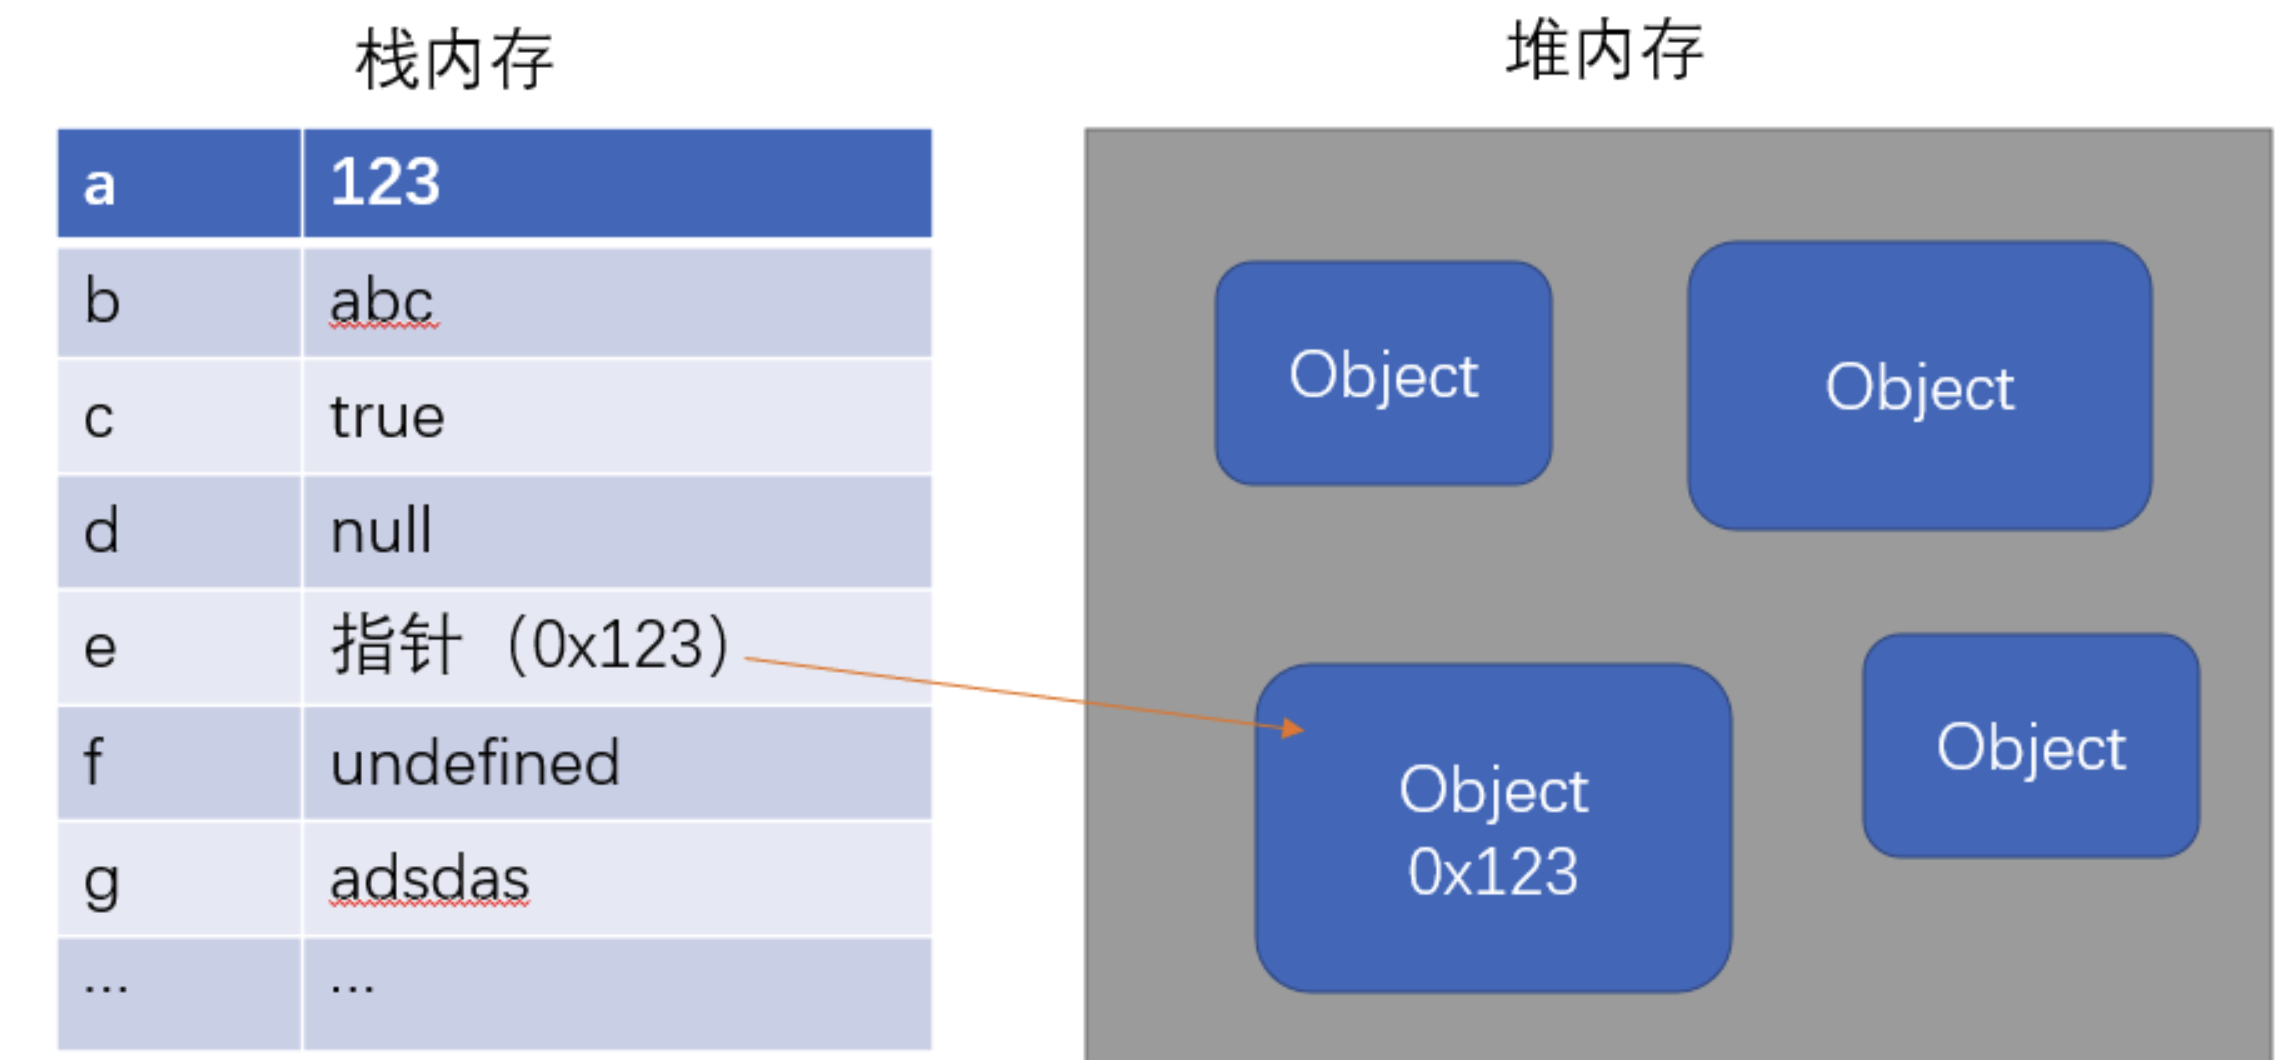 栈内存
堆内存
a 123
b abc
c true
d null
e 指针（0x123）
f undefined
g adsdas
... ...
Object
Object
Object
0x123
Object